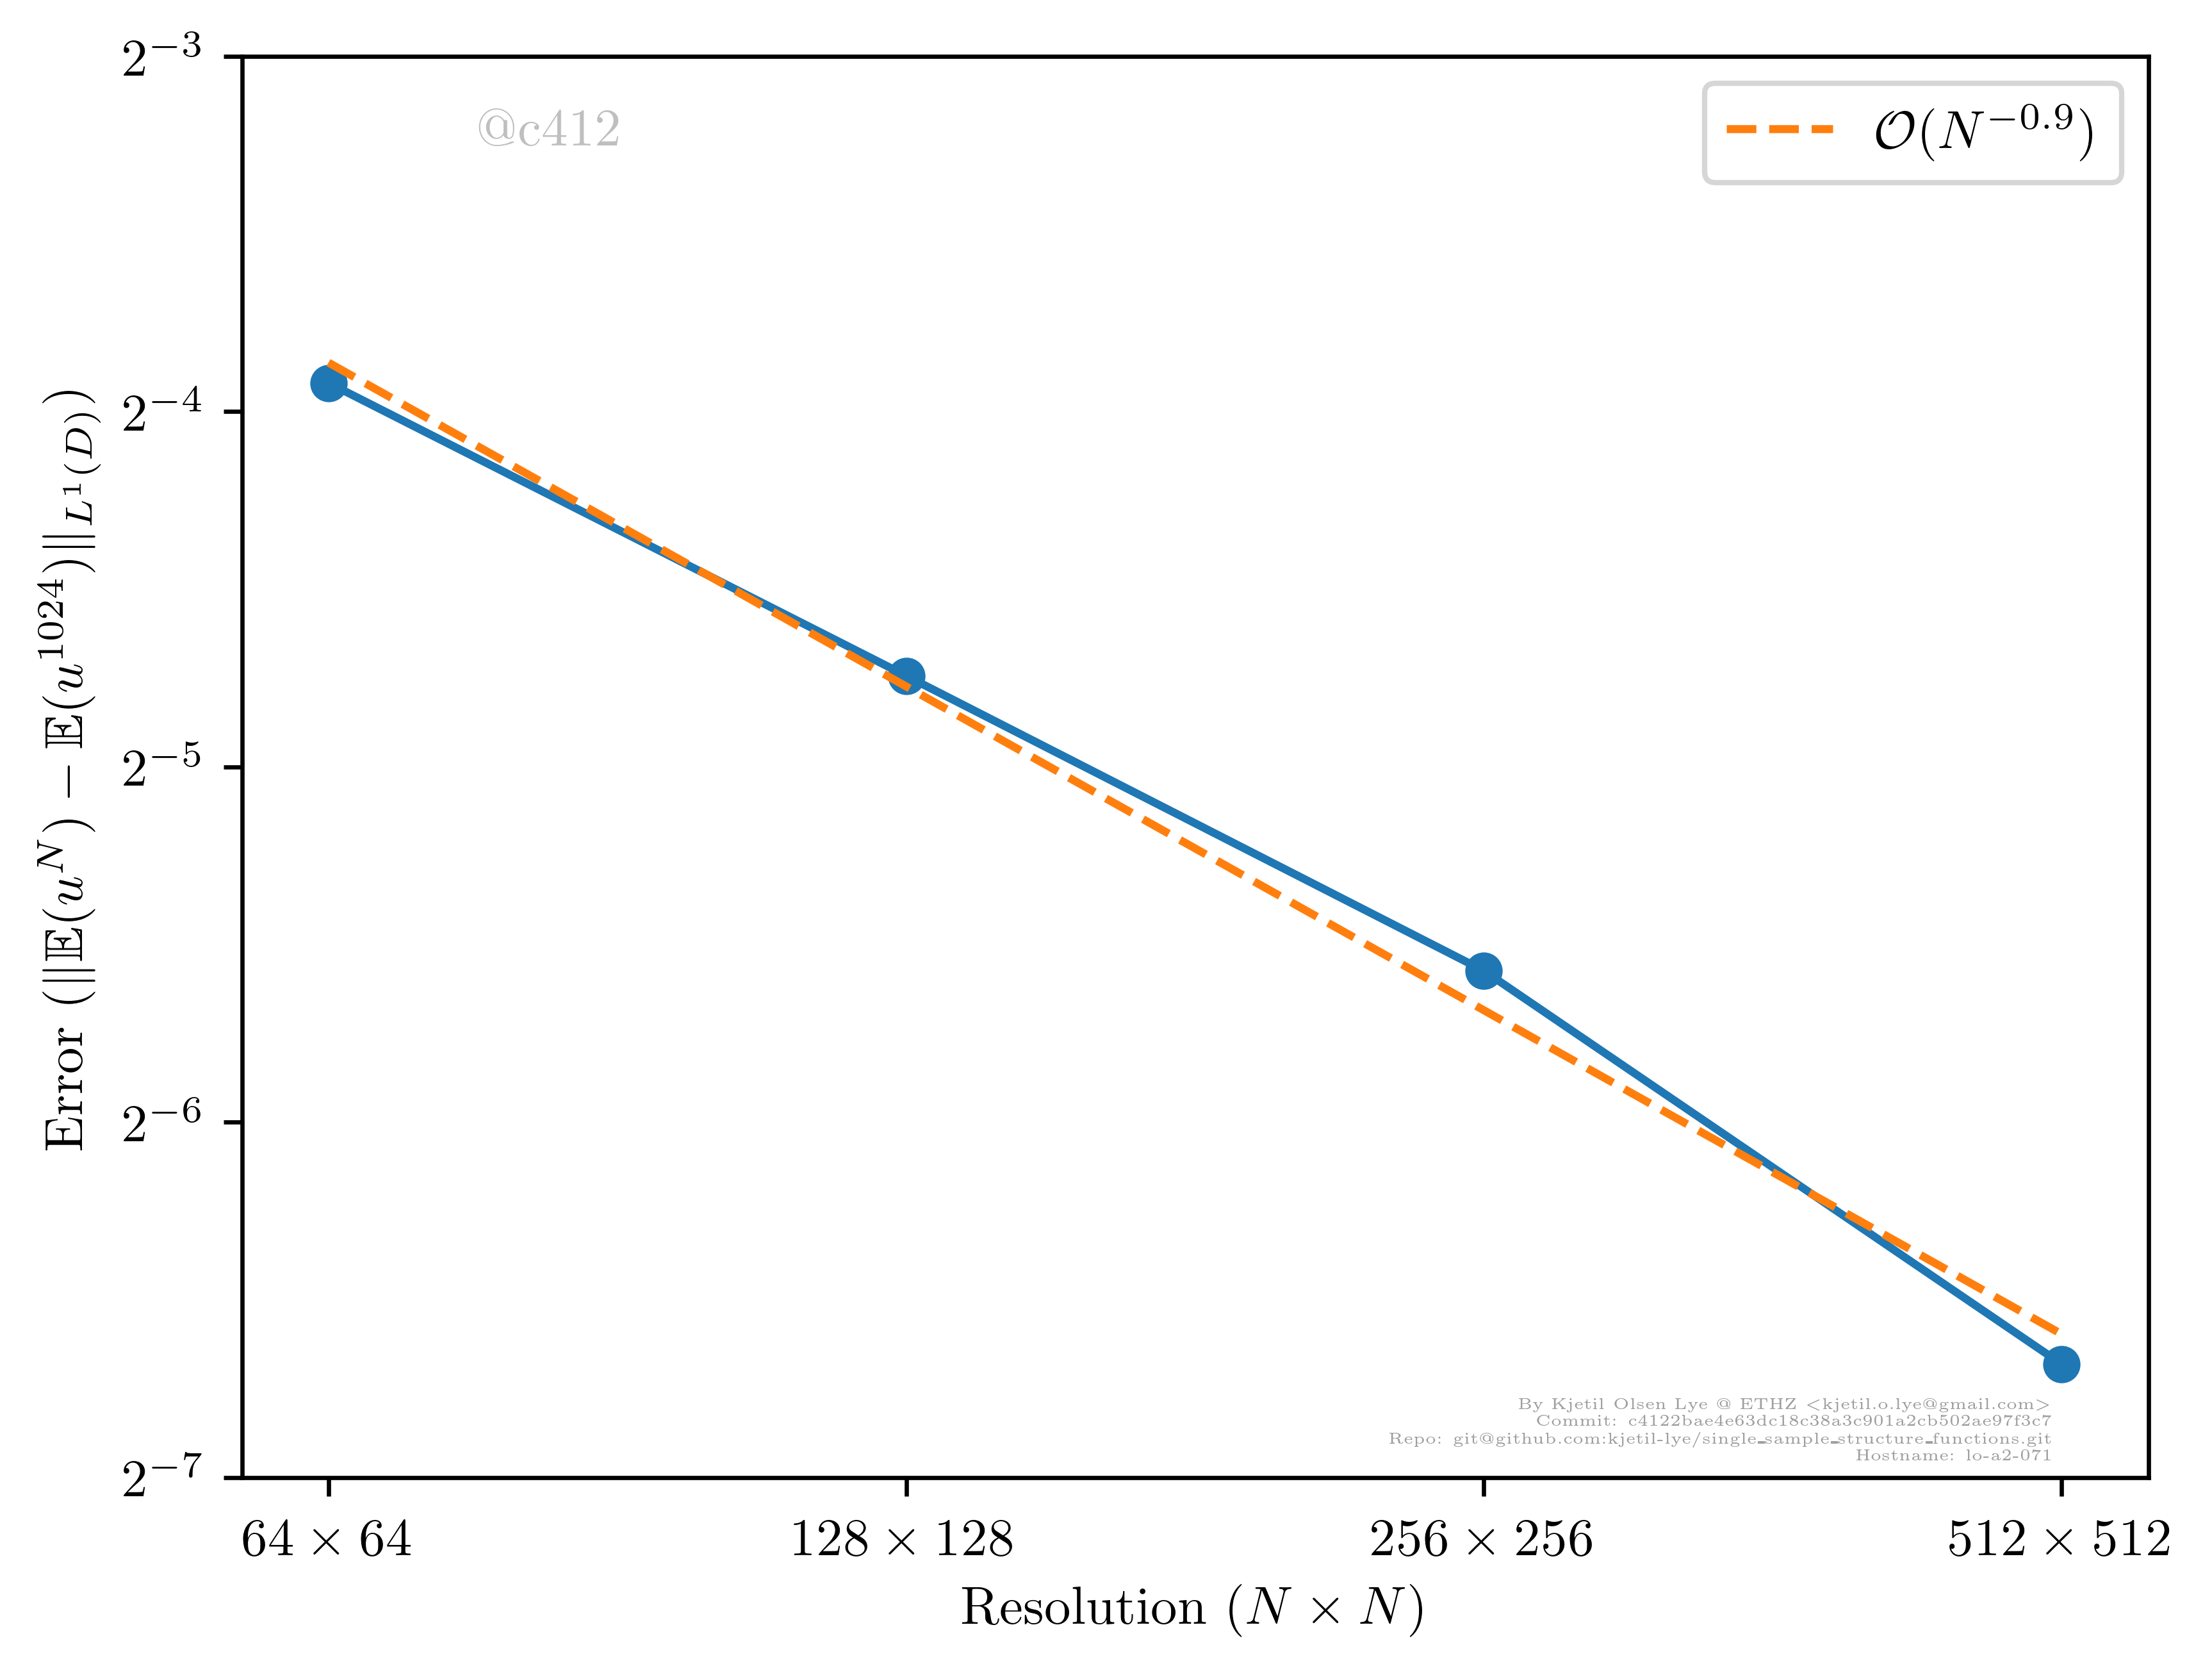 2⁻³
@c412
𝒪(N⁻⁰·⁹)
2⁻⁴
2⁻⁵
2⁻⁶
2⁻⁷
Error (||𝔼(u^N) − 𝔼(u^1024)||_L¹(D))
By Kjetil Olsen Lye @ ETHZ <kjetil.o.lye@gmail.com>
Commit: c4122bae4e63dc18c38a3c901a2cb502ae97f3c7
Repo: git@github.com:kjetil-lye/single_sample_structure_functions.git
Hostname: lo-a2-071
64 × 64 128 × 128 256 × 256 512 × 512
Resolution (N × N)